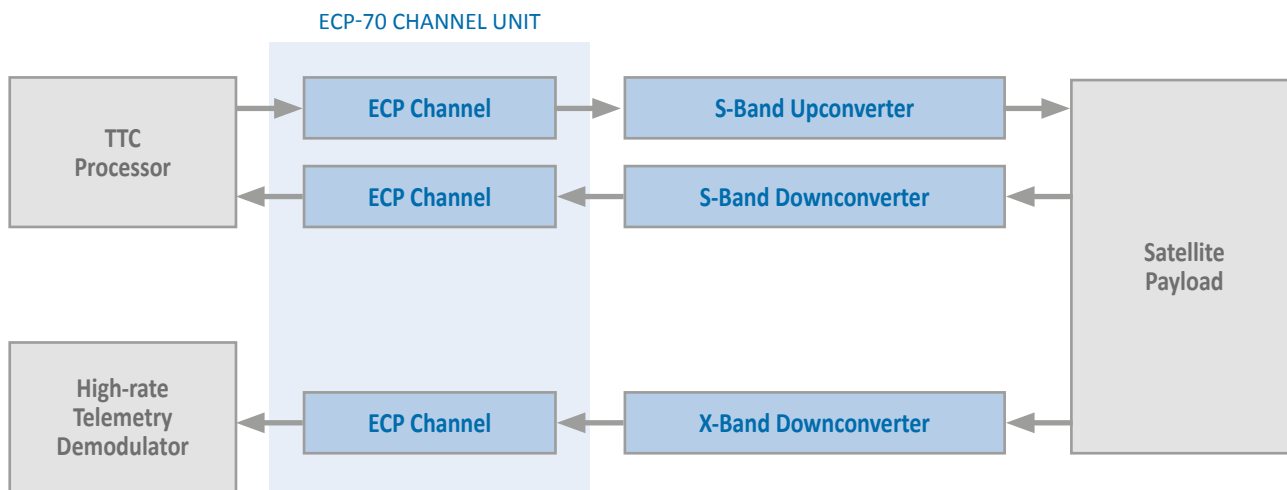 ECP-70 CHANNEL UNIT
TTC
Processor
ECP Channel
S-Band Upconverter
ECP Channel
S-Band Downconverter
Satellite
Payload
High-rate
Telemetry
Demodulator
ECP Channel
X-Band Downconverter